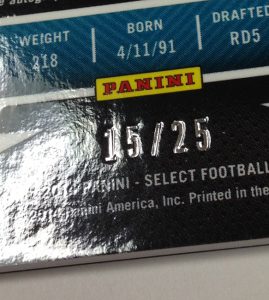 WEIGHT BORN DRAFTED
218 4/11/91 RD5
PANINI
15/25
PANINI - SELECT FOOTBALL
Panini America, Inc. Printed in the